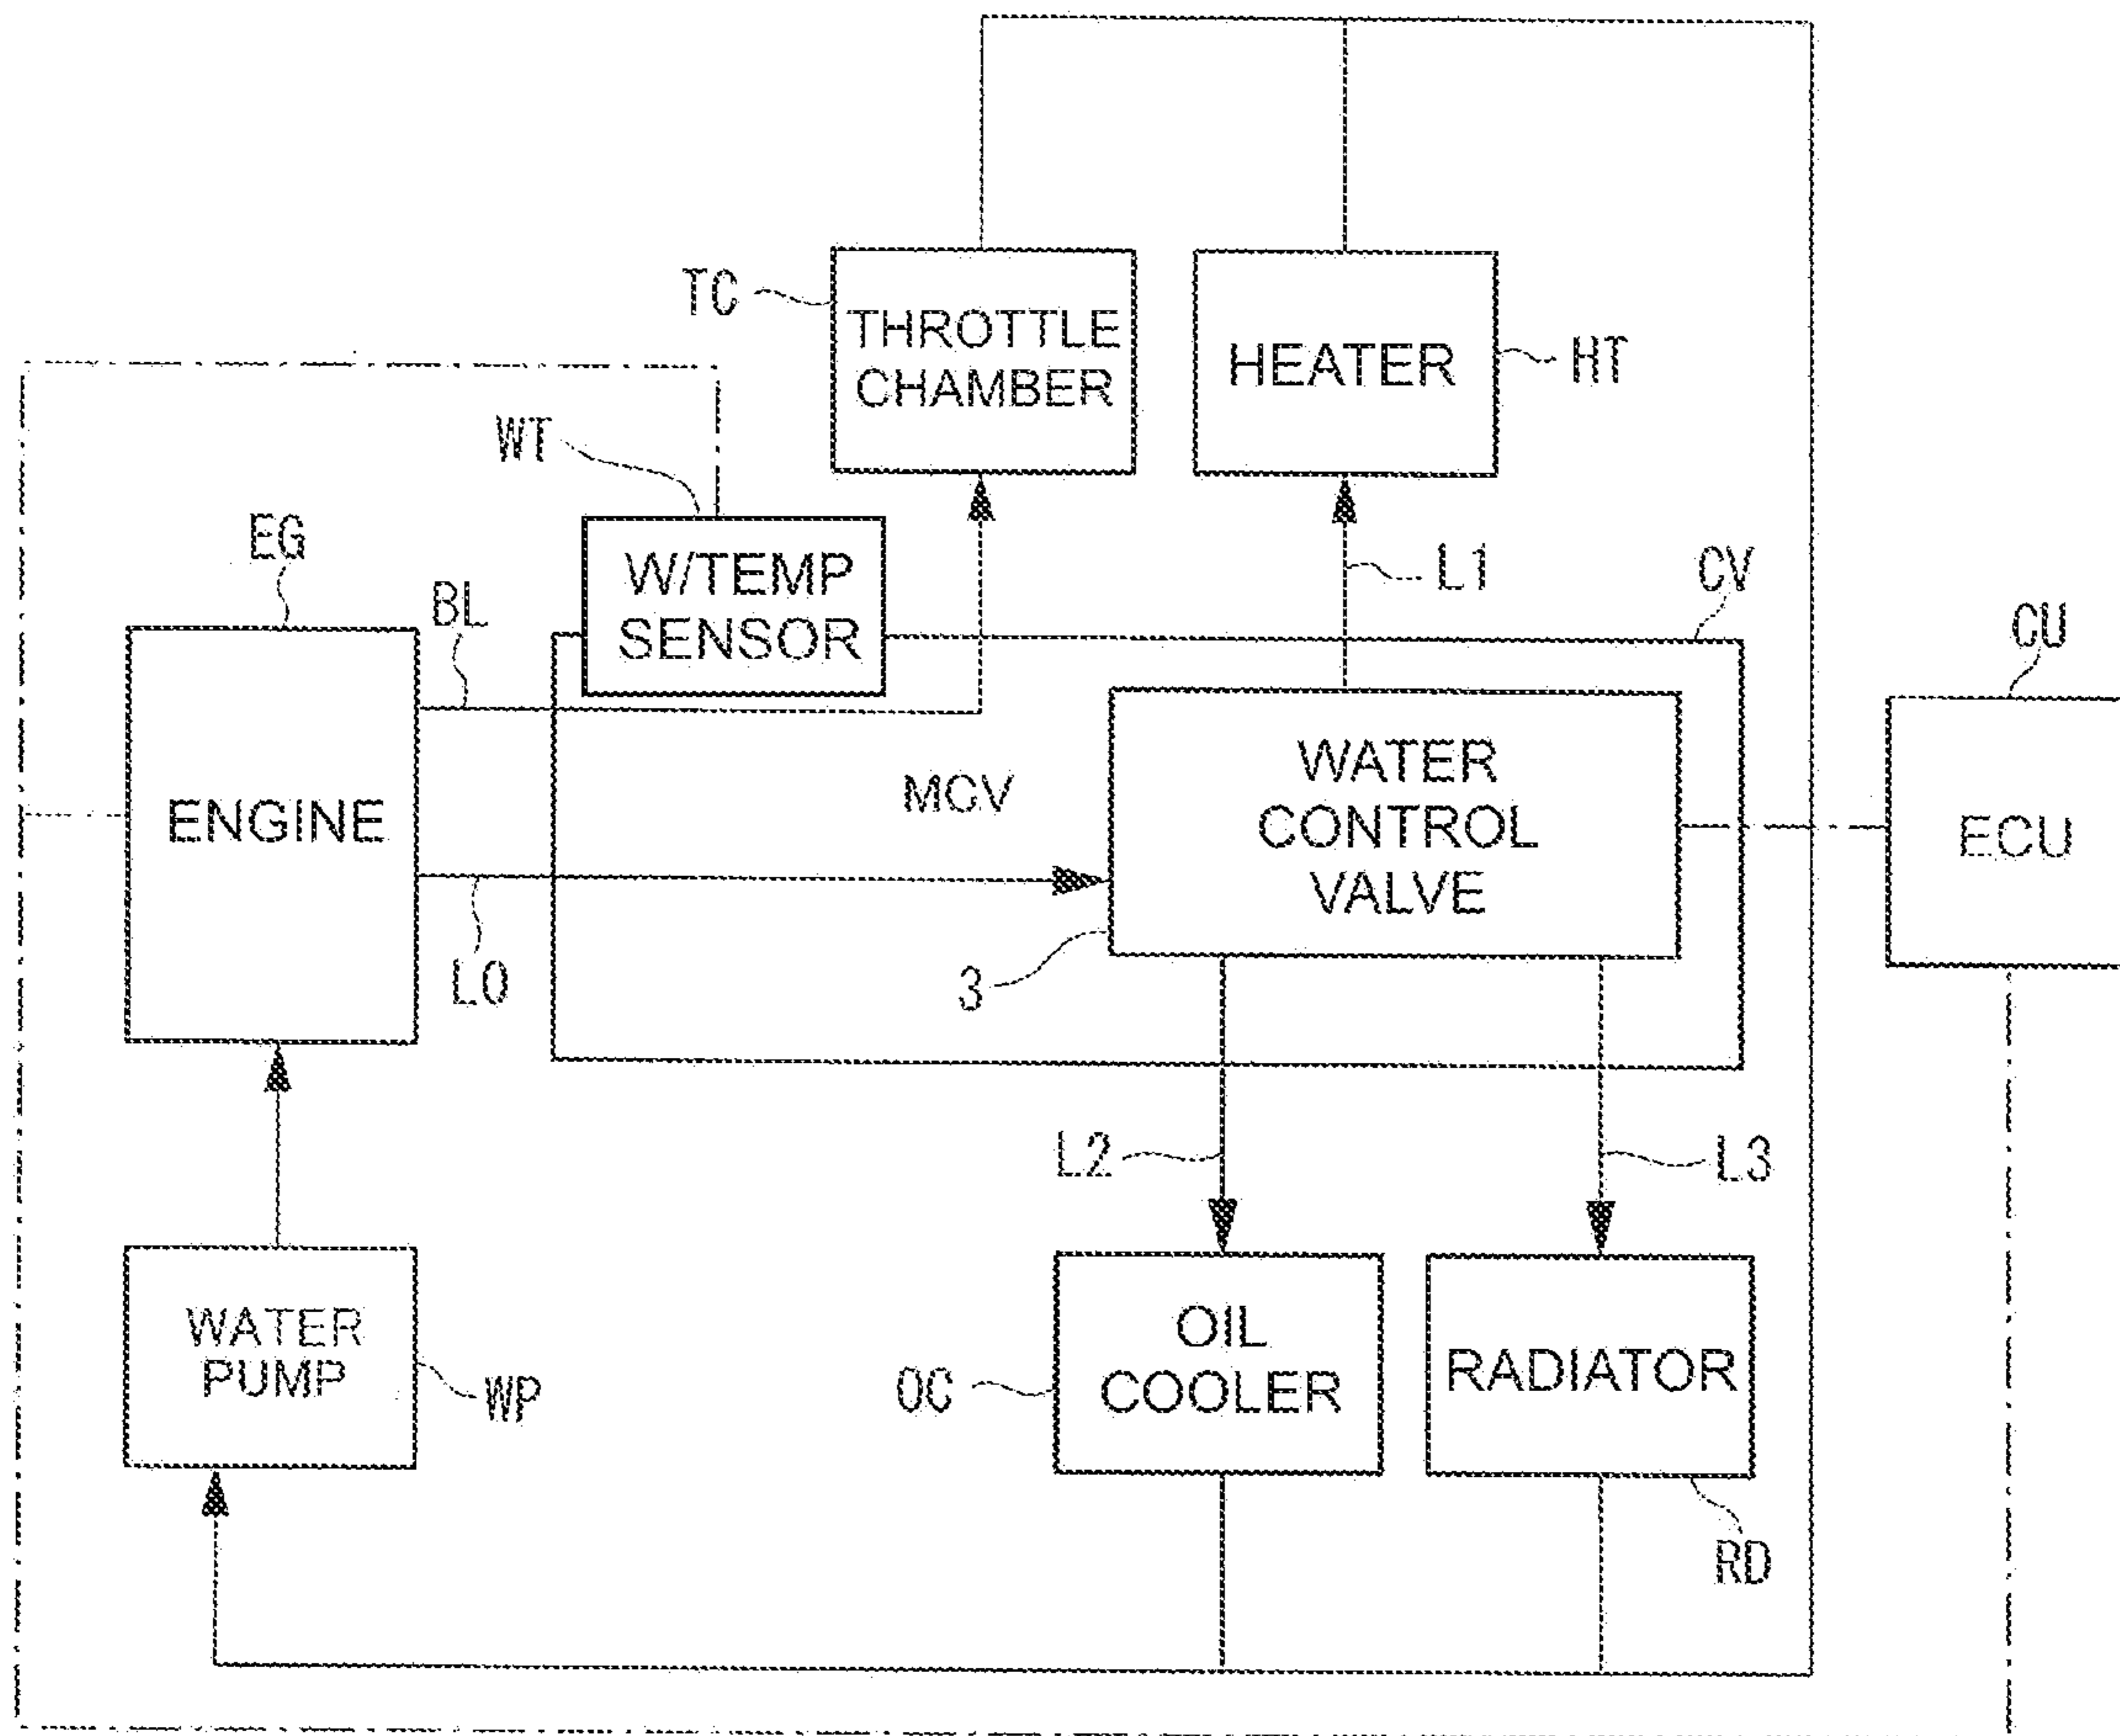 TC
THROTTLE
CHAMBER
HEATER
HT
WT
W/TEMP
SENSOR
EG
BL
L1
CV
CU
ENGINE
MCV
WATER
CONTROL
VALVE
ECU
L0
3
L2
L3
WATER
PUMP
WP
OC
OIL
COOLER
RADIATOR
RD